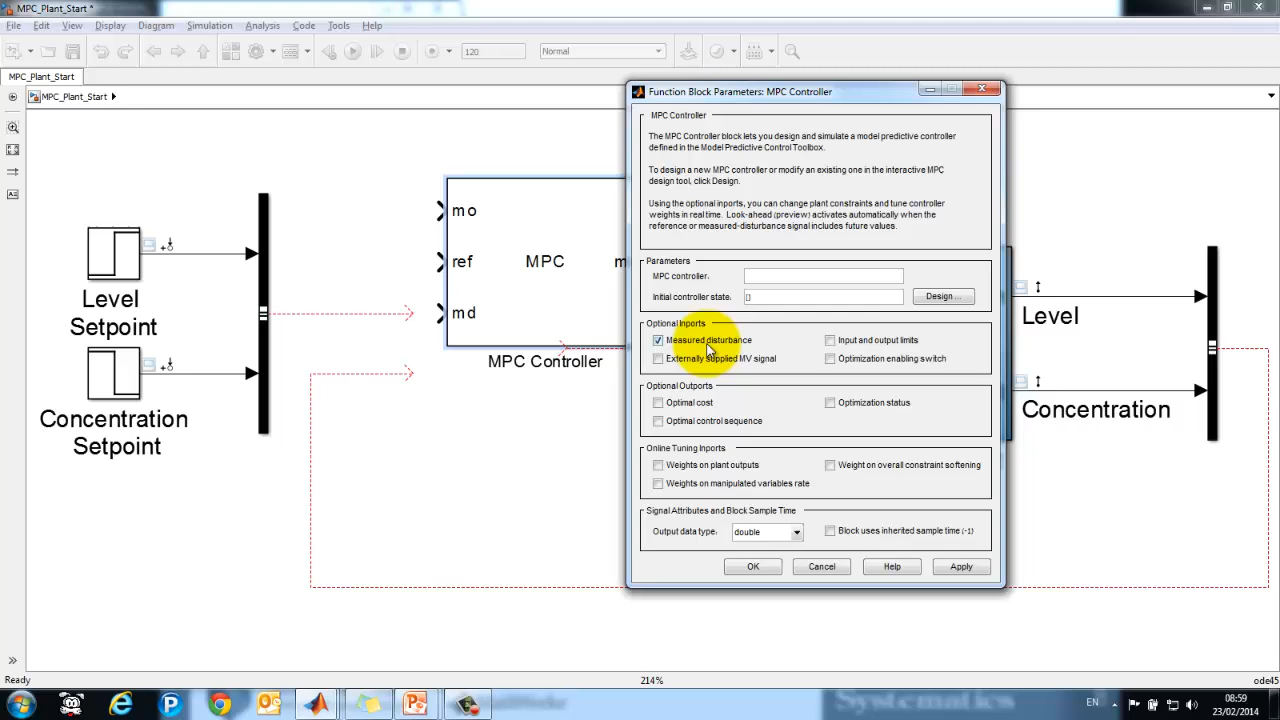 MPC_Plant_Start *
File Edit View Display Diagram Simulation Analysis Code Tools Help
120 Normal
MPC_Plant_Start
MPC_Plant_Start
Level
Setpoint
Concentration
Setpoint
mo
ref
md
MPC
m
MPC Controller
Function Block Parameters: MPC Controller
MPC Controller
The MPC Controller block lets you design and simulate a model predictive controller
defined in the Model Predictive Control Toolbox.
To design a new MPC controller or modify an existing one in the interactive MPC
design tool, click Design.
Using the optional inports, you can change plant constraints and tune controller
weights in real time. Look-ahead (preview) activates automatically when the
reference or measured-disturbance signal includes future values.
Parameters
MPC controller:
Initial controller state: [] Design ...
Optional Inports
Measured disturbance Input and output limits
Externally supplied MV signal Optimization enabling switch
Optional Outports
Optimal cost Optimization status
Optimal control sequence
Online Tuning Inports
Weights on plant outputs Weight on overall constraint softening
Weights on manipulated variables rate
Signal Attributes and Block Sample Time
Output data type: double Block uses inherited sample time (-1)
OK Cancel Help Apply
Level
Concentration
Ready 214% ode45
Systematics
EN 08:59
23/02/2014